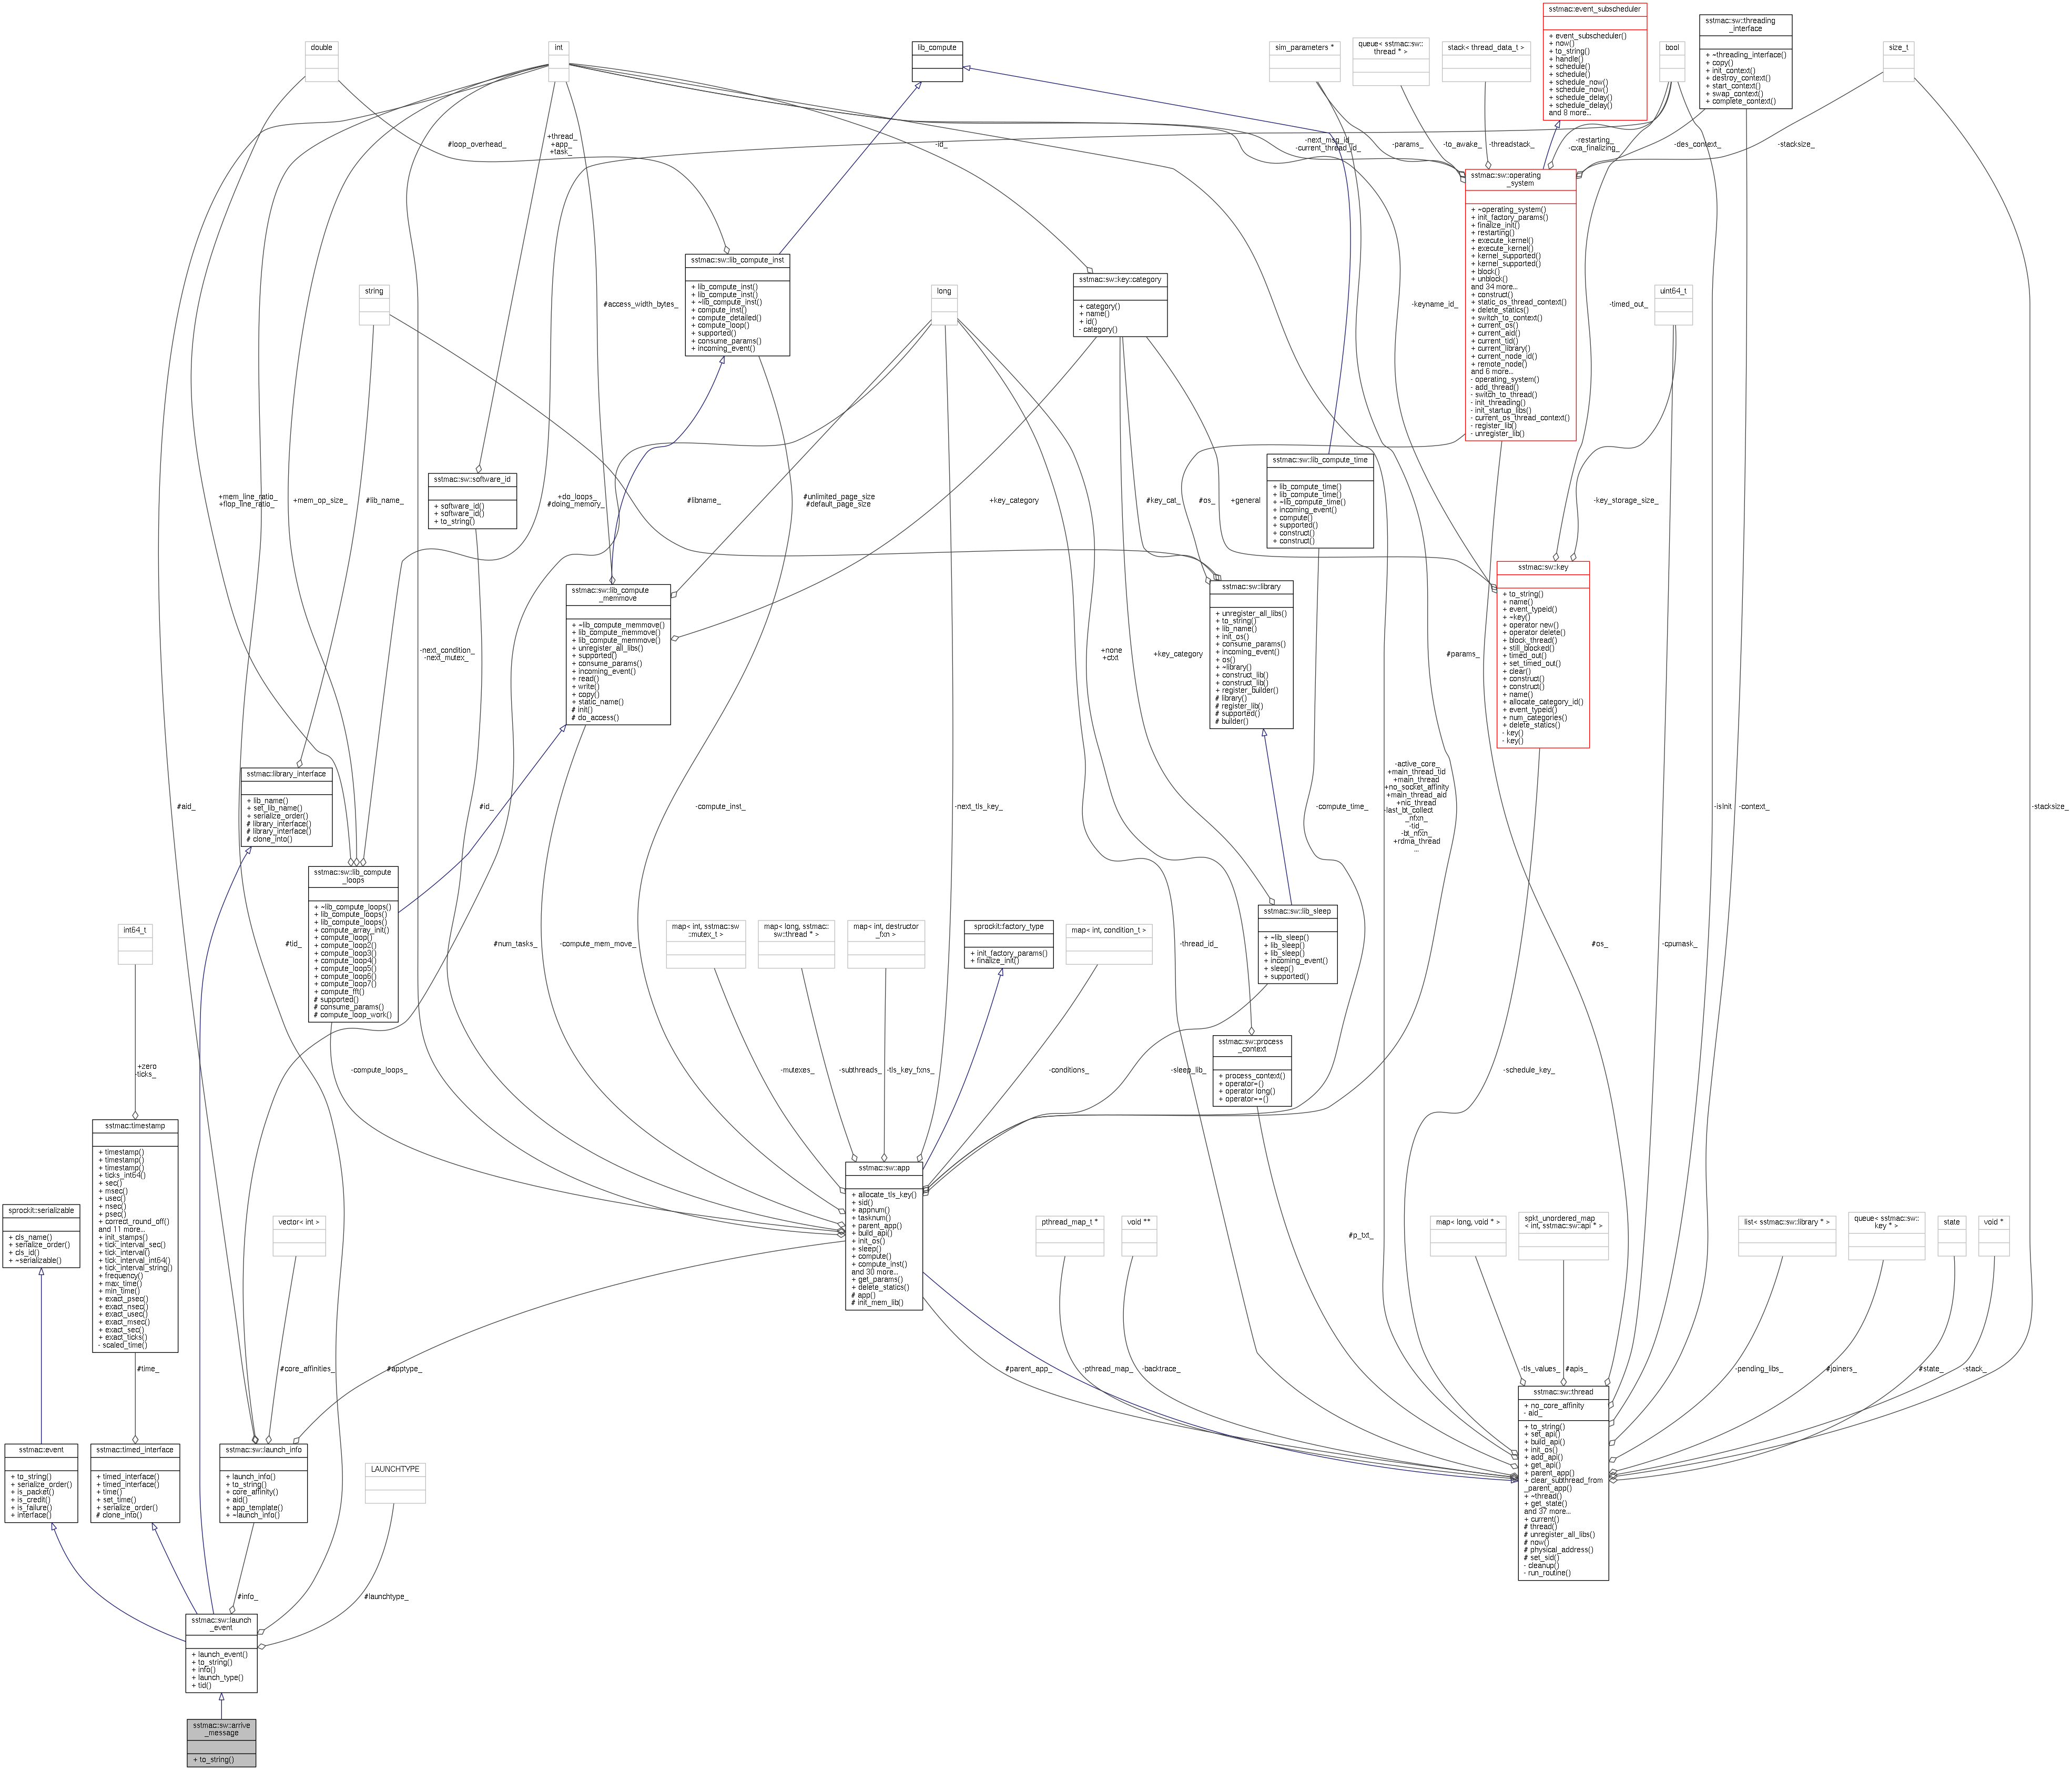 double
int
lib_compute
sim_parameters *
queue< sstmac::sw::
thread * >
stack< thread_data_t >
sstmac::event_subscheduler
+ event_subscheduler()
+ now()
+ to_string()
+ handle()
+ schedule()
+ schedule()
+ schedule_now()
+ schedule_now()
+ schedule_delay()
+ schedule_delay()
and 8 more...
bool
sstmac::sw::threading
_interface
+ ~threading_interface()
+ copy()
+ init_context()
+ destroy_context()
+ start_context()
+ swap_context()
+ complete_context()
size_t
#loop_overhead_
+thread_
+app_
+task_
-id_
-next_msg_id_
-current_thread_id_
-params_
-to_awake_
-threadstack_
-restarting_
-cxa_finalizing_
-des_context_
-stacksize_
sstmac::sw::operating
_system
+ ~operating_system()
+ init_factory_params()
+ finalize_init()
+ restarting()
+ execute_kernel()
+ execute_kernel()
+ kernel_supported()
+ kernel_supported()
+ block()
+ unblock()
and 34 more...
+ construct()
+ static_os_thread_context()
+ delete_statics()
+ switch_to_context()
+ current_os()
+ current_aid()
+ current_tid()
+ current_library()
+ current_node_id()
+ remote_node()
and 6 more...
- operating_system()
- add_thread()
- switch_to_thread()
- init_threading()
- init_startup_libs()
- current_os_thread_context()
- register_lib()
- unregister_lib()
sstmac::sw::lib_compute_inst
+ lib_compute_inst()
+ lib_compute_inst()
+ ~lib_compute_inst()
+ compute_inst()
+ compute_detailed()
+ compute_loop()
+ supported()
+ consume_params()
+ incoming_event()
string
#access_width_bytes_
long
sstmac::sw::key::category
+ category()
+ name()
+ id()
- category()
-keyname_id_
-timed_out_
uint64_t
sstmac::sw::software_id
+ software_id()
+ software_id()
+ to_string()
sstmac::sw::lib_compute_time
+ lib_compute_time()
+ lib_compute_time()
+ ~lib_compute_time()
+ incoming_event()
+ compute()
+ supported()
+ construct()
+ construct()
+mem_line_ratio_
+flop_line_ratio_
+mem_op_size_
#lib_name_
+do_loops_
#doing_memory_
#libname_
#unlimited_page_size
#default_page_size
+key_category
#key_cat_
#os_
+general
-key_storage_size_
sstmac::sw::lib_compute
_memmove
+ ~lib_compute_memmove()
+ lib_compute_memmove()
+ lib_compute_memmove()
+ unregister_all_libs()
+ supported()
+ consume_params()
+ incoming_event()
+ read()
+ write()
+ copy()
+ static_name()
# init()
# do_access()
sstmac::sw::library
+ unregister_all_libs()
+ to_string()
+ lib_name()
+ init_os()
+ consume_params()
+ incoming_event()
+ os()
+ ~library()
+ construct_lib()
+ construct_lib()
+ register_builder()
# library()
# register_lib()
# supported()
# builder()
sstmac::sw::key
+ to_string()
+ name()
+ event_typeid()
+ ~key()
+ operator new()
+ operator delete()
+ block_thread()
+ still_blocked()
+ timed_out()
+ set_timed_out()
+ clear()
+ construct()
+ construct()
+ name()
+ allocate_category_id()
+ event_typeid()
+ num_categories()
+ delete_statics()
- key()
- key()
-next_condition_
-next_mutex_
+none
+ctxt
+key_category
#params_
sstmac::library_interface
+ lib_name()
+ set_lib_name()
+ serialize_order()
# library_interface()
# library_interface()
# clone_into()
#aid_
#id_
-compute_inst_
-next_tls_key_
-compute_time_
-active_core_
+main_thread_tid
+main_thread
+no_socket_affinity
+main_thread_aid
+nic_thread
-last_bt_collect
_nfxn_
-tid_
-bt_nfxn_
+rdma_thread
...
-isInit
-context_
-stacksize_
sstmac::sw::lib_compute
_loops
+ ~lib_compute_loops()
+ lib_compute_loops()
+ lib_compute_loops()
+ compute_array_init()
+ compute_loop()
+ compute_loop2()
+ compute_loop3()
+ compute_loop4()
+ compute_loop5()
+ compute_loop6()
+ compute_loop7()
+ compute_fft()
# supported()
# consume_params()
# compute_loop_work()
int64_t
#tid_
#num_tasks_
-compute_mem_move_
map< int, sstmac::sw
::mutex_t >
map< long, sstmac::
sw::thread * >
map< int, destructor
_fxn >
sprockit::factory_type
+ init_factory_params()
+ finalize_init()
map< int, condition_t >
-thread_id_
sstmac::sw::lib_sleep
+ ~lib_sleep()
+ lib_sleep()
+ lib_sleep()
+ incoming_event()
+ sleep()
+ supported()
#os_
-cpumask_
+zero
-ticks_
-compute_loops_
-mutexes_
-subthreads_
-tls_key_fxns_
-conditions_
-sleep_lib_
sstmac::sw::process
_context
+ process_context()
+ operator=()
+ operator long()
+ operator==()
-schedule_key_
sstmac::timestamp
+ timestamp()
+ timestamp()
+ timestamp()
+ ticks_int64()
+ sec()
+ msec()
+ usec()
+ nsec()
+ psec()
+ correct_round_off()
and 11 more...
+ init_stamps()
+ tick_interval_sec()
+ tick_interval()
+ tick_interval_int64()
+ tick_interval_string()
+ frequency()
+ max_time()
+ min_time()
+ exact_psec()
+ exact_nsec()
+ exact_usec()
+ exact_msec()
+ exact_sec()
+ exact_ticks()
- scaled_time()
sstmac::sw::app
+ allocate_tls_key()
+ sid()
+ appnum()
+ tasknum()
+ parent_app()
+ build_api()
+ init_os()
+ sleep()
+ compute()
+ compute_inst()
and 30 more...
+ get_params()
+ delete_statics()
# app()
# init_mem_lib()
sprockit::serializable
+ cls_name()
+ serialize_order()
+ cls_id()
+ ~serializable()
vector< int >
pthread_map_t *
void **
#p_txt_
map< long, void * >
spkt_unordered_map
< int, sstmac::sw::api * >
list< sstmac::sw::library * >
queue< sstmac::sw::
key * >
state
void *
#time_
#core_affinities_
#apptype_
#parent_app_
-pthread_map_
-backtrace_
-tls_values_
#apis_
-pending_libs_
#joiners_
#state_
-stack_
sstmac::sw::thread
+ no_core_affinity
- aid_
+ to_string()
+ set_api()
+ build_api()
+ init_os()
+ add_api()
+ get_api()
+ parent_app()
+ clear_subthread_from
_parent_app()
+ ~thread()
+ get_state()
and 37 more...
+ current()
# thread()
# unregister_all_libs()
# now()
# physical_address()
# set_sid()
- cleanup()
- run_routine()
sstmac::event
+ to_string()
+ serialize_order()
+ is_packet()
+ is_credit()
+ is_failure()
+ interface()
sstmac::timed_interface
+ timed_interface()
+ timed_interface()
+ time()
+ set_time()
+ serialize_order()
# clone_into()
sstmac::sw::launch_info
+ launch_info()
+ to_string()
+ core_affinity()
+ aid()
+ app_template()
+ ~launch_info()
LAUNCHTYPE
#info_
#launchtype_
sstmac::sw::launch
_event
+ launch_event()
+ to_string()
+ info()
+ launch_type()
+ tid()
sstmac::sw::arrive
_message
+ to_string()